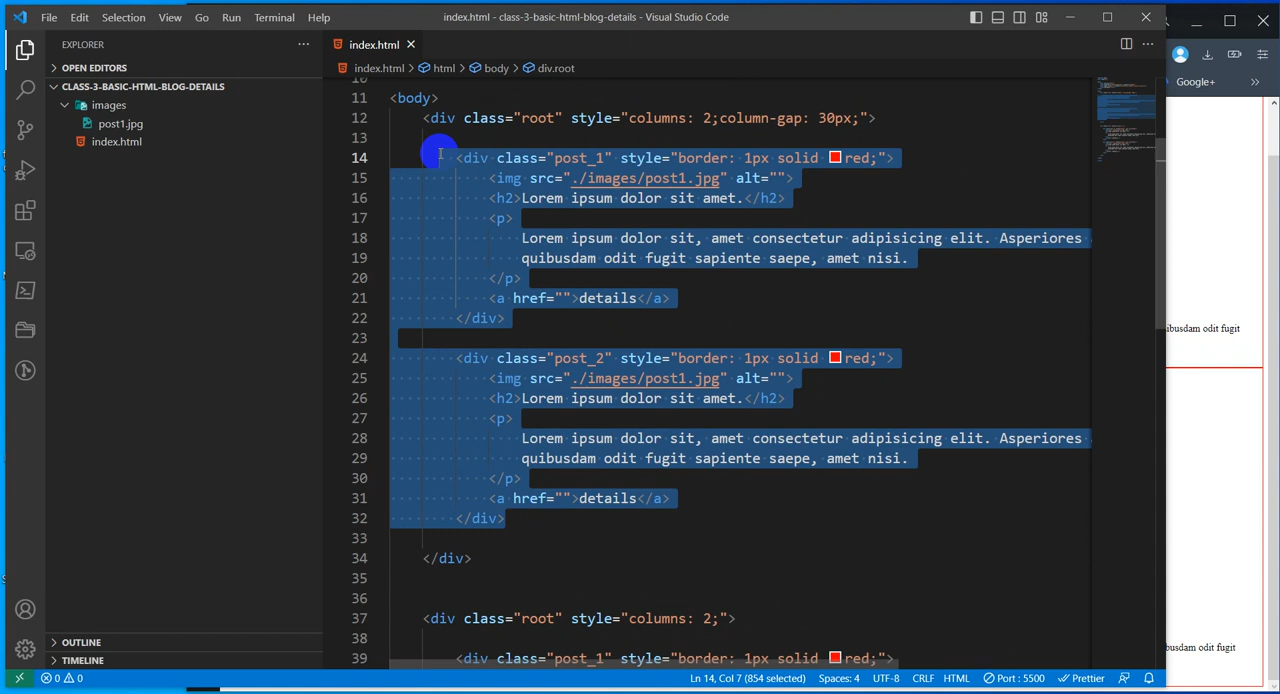 File Edit Selection View Go Run Terminal Help
index.html - class-3-basic-html-blog-details - Visual Studio Code
EXPLORER
OPEN EDITORS
CLASS-3-BASIC-HTML-BLOG-DETAILS
images
post1.jpg
index.html
OUTLINE
TIMELINE
index.html
index.html > html > body > div.root
10
11 <body>
12 <div class="root" style="columns: 2;column-gap: 30px;">
13
14 <div class="post_1" style="border: 1px solid red;">
15 <img src="./images/post1.jpg" alt="">
16 <h2>Lorem ipsum dolor sit amet.</h2>
17 <p>
18 Lorem ipsum dolor sit, amet consectetur adipisicing elit. Asperiores
19 quibusdam odit fugit sapiente saepe, amet nisi.
20 </p>
21 <a href="">details</a>
22 </div>
23
24 <div class="post_2" style="border: 1px solid red;">
25 <img src="./images/post1.jpg" alt="">
26 <h2>Lorem ipsum dolor sit amet.</h2>
27 <p>
28 Lorem ipsum dolor sit, amet consectetur adipisicing elit. Asperiores
29 quibusdam odit fugit sapiente saepe, amet nisi.
30 </p>
31 <a href="">details</a>
32 </div>
33
34 </div>
35
36
37 <div class="root" style="columns: 2;">
38
39 <div class="post_1" style="border: 1px solid red;">
0 0
Ln 14, Col 7 (854 selected) Spaces: 4 UTF-8 CRLF HTML Port : 5500 Prettier
Google+ »
ibusdam odit fugit
usdam odit fugit